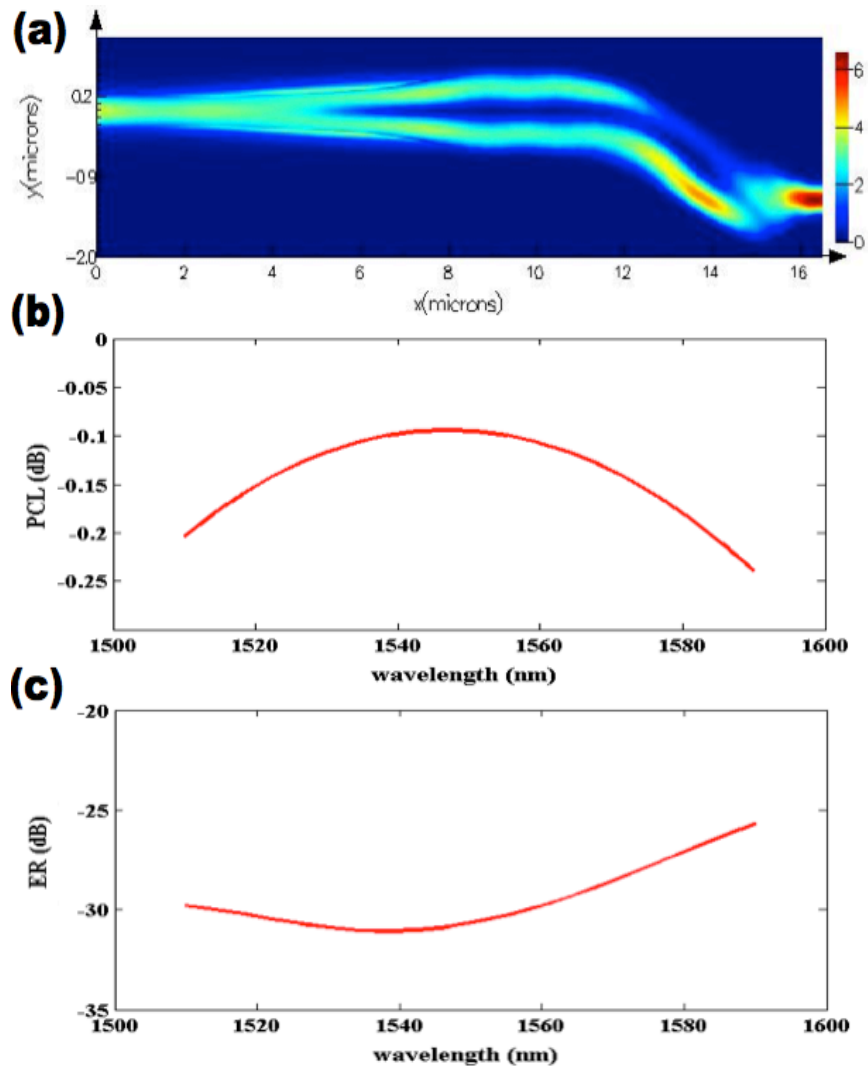 (a)
y(microns)
0.2
-0.9
-2.0
0 2 4 6 8 10 12 14 16
x(microns)
6
4
2
0
(b)
PCL (dB)
0
-0.05
-0.1
-0.15
-0.2
-0.25
1500 1520 1540 1560 1580 1600
wavelength (nm)
(c)
ER (dB)
-20
-25
-30
-35
1500 1520 1540 1560 1580 1600
wavelength (nm)